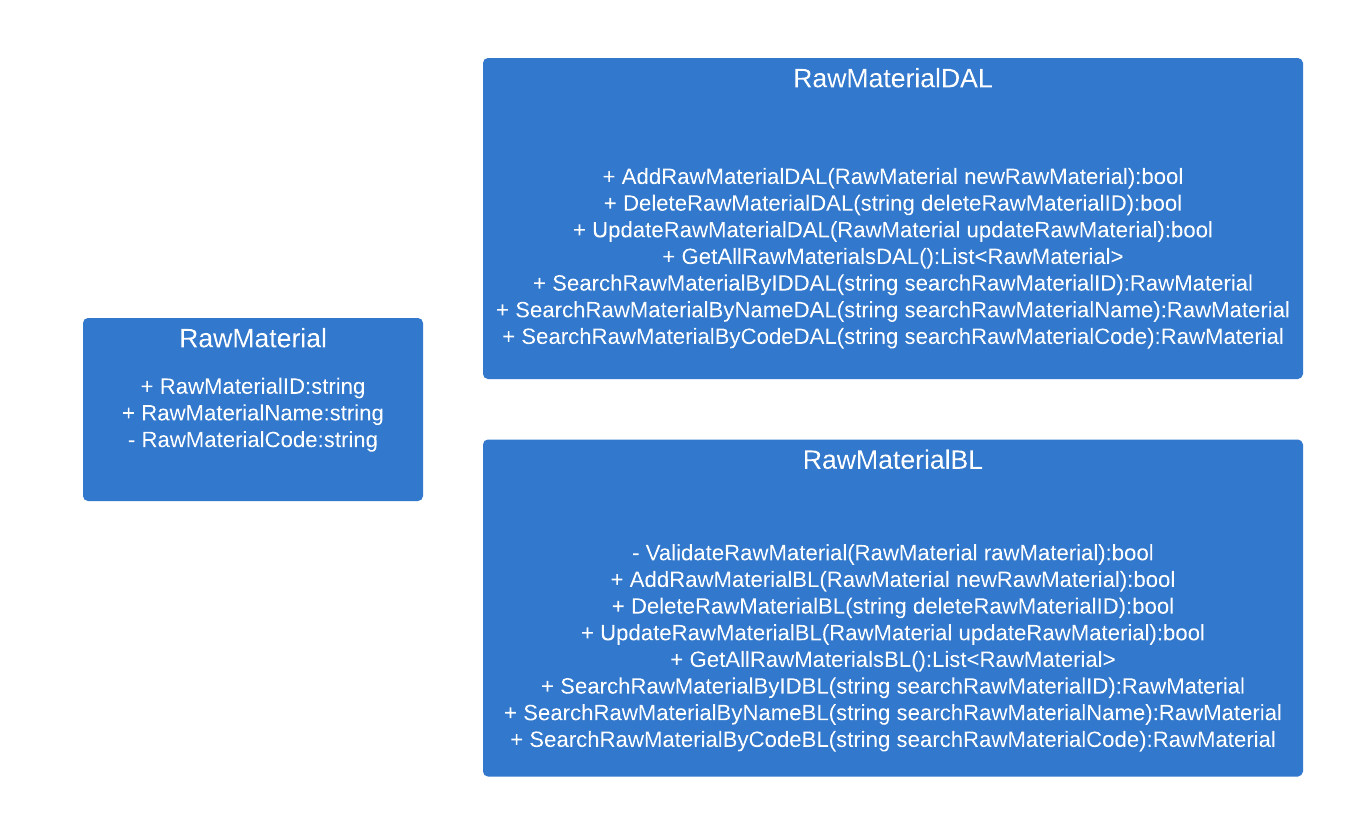 RawMaterial
+ RawMaterialID:string
+ RawMaterialName:string
- RawMaterialCode:string
RawMaterialDAL
+ AddRawMaterialDAL(RawMaterial newRawMaterial):bool
+ DeleteRawMaterialDAL(string deleteRawMaterialID):bool
+ UpdateRawMaterialDAL(RawMaterial updateRawMaterial):bool
+ GetAllRawMaterialsDAL():List<RawMaterial>
+ SearchRawMaterialByIDDAL(string searchRawMaterialID):RawMaterial
+ SearchRawMaterialByNameDAL(string searchRawMaterialName):RawMaterial
+ SearchRawMaterialByCodeDAL(string searchRawMaterialCode):RawMaterial
RawMaterialBL
- ValidateRawMaterial(RawMaterial rawMaterial):bool
+ AddRawMaterialBL(RawMaterial newRawMaterial):bool
+ DeleteRawMaterialBL(string deleteRawMaterialID):bool
+ UpdateRawMaterialBL(RawMaterial updateRawMaterial):bool
+ GetAllRawMaterialsBL():List<RawMaterial>
+ SearchRawMaterialByIDBL(string searchRawMaterialID):RawMaterial
+ SearchRawMaterialByNameBL(string searchRawMaterialName):RawMaterial
+ SearchRawMaterialByCodeBL(string searchRawMaterialCode):RawMaterial